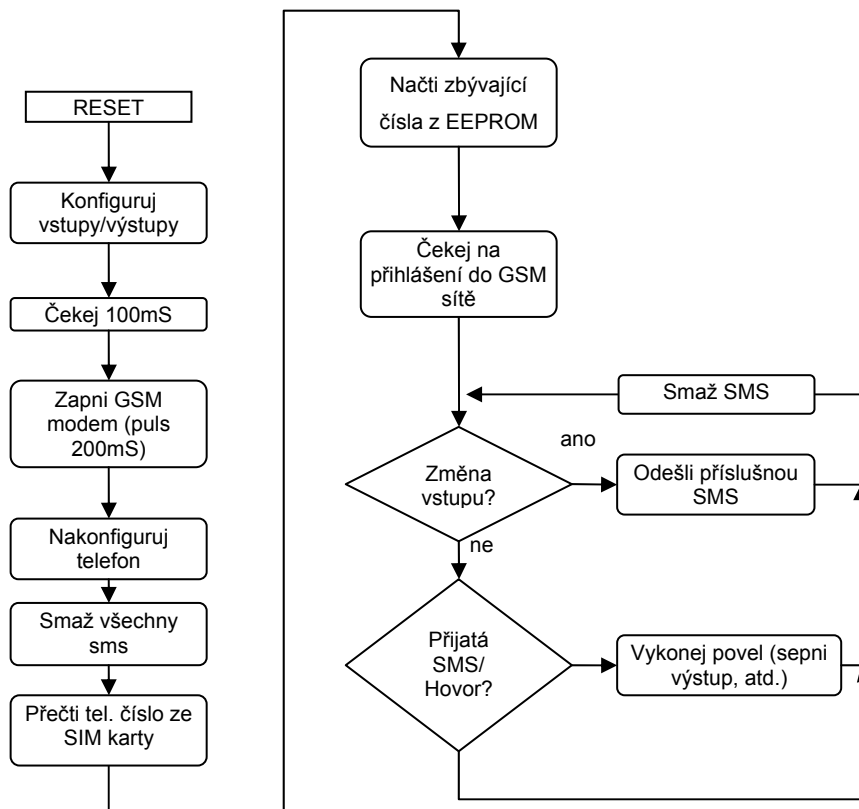 RESET
Konfiguruj
vstupy/výstupy
Čekej 100mS
Zapni GSM
modem (puls
200mS)
Nakonfiguruj
telefon
Smaž všechny
sms
Přečti tel. číslo ze
SIM karty
Načti zbývající
čísla z EEPROM
Čekej na
přihlášení do GSM
sítě
Smaž SMS
Změna
vstupu?
ano
Odešli příslušnou
SMS
ne
Přijatá
SMS/
Hovor?
Vykonej povel (sepni
výstup, atd.)